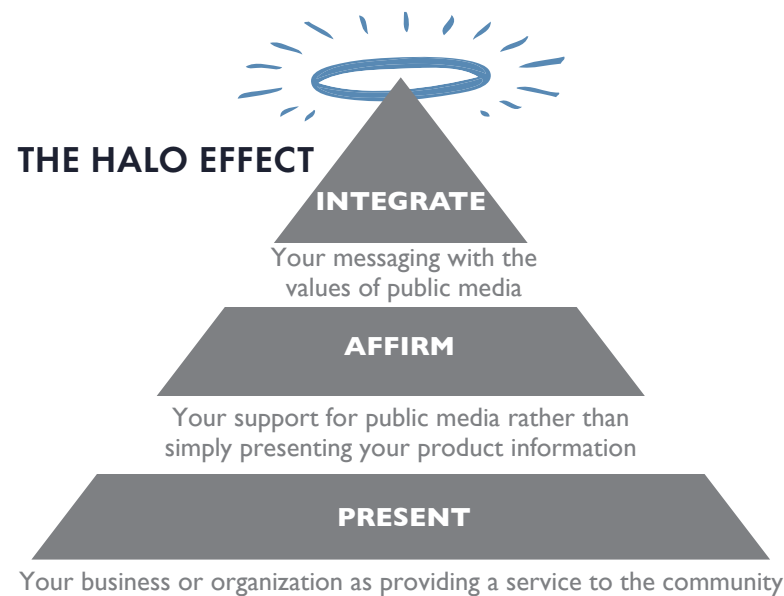 THE HALO EFFECT
INTEGRATE
Your messaging with the
values of public media
AFFIRM
Your support for public media rather than
simply presenting your product information
PRESENT
Your business or organization as providing a service to the community